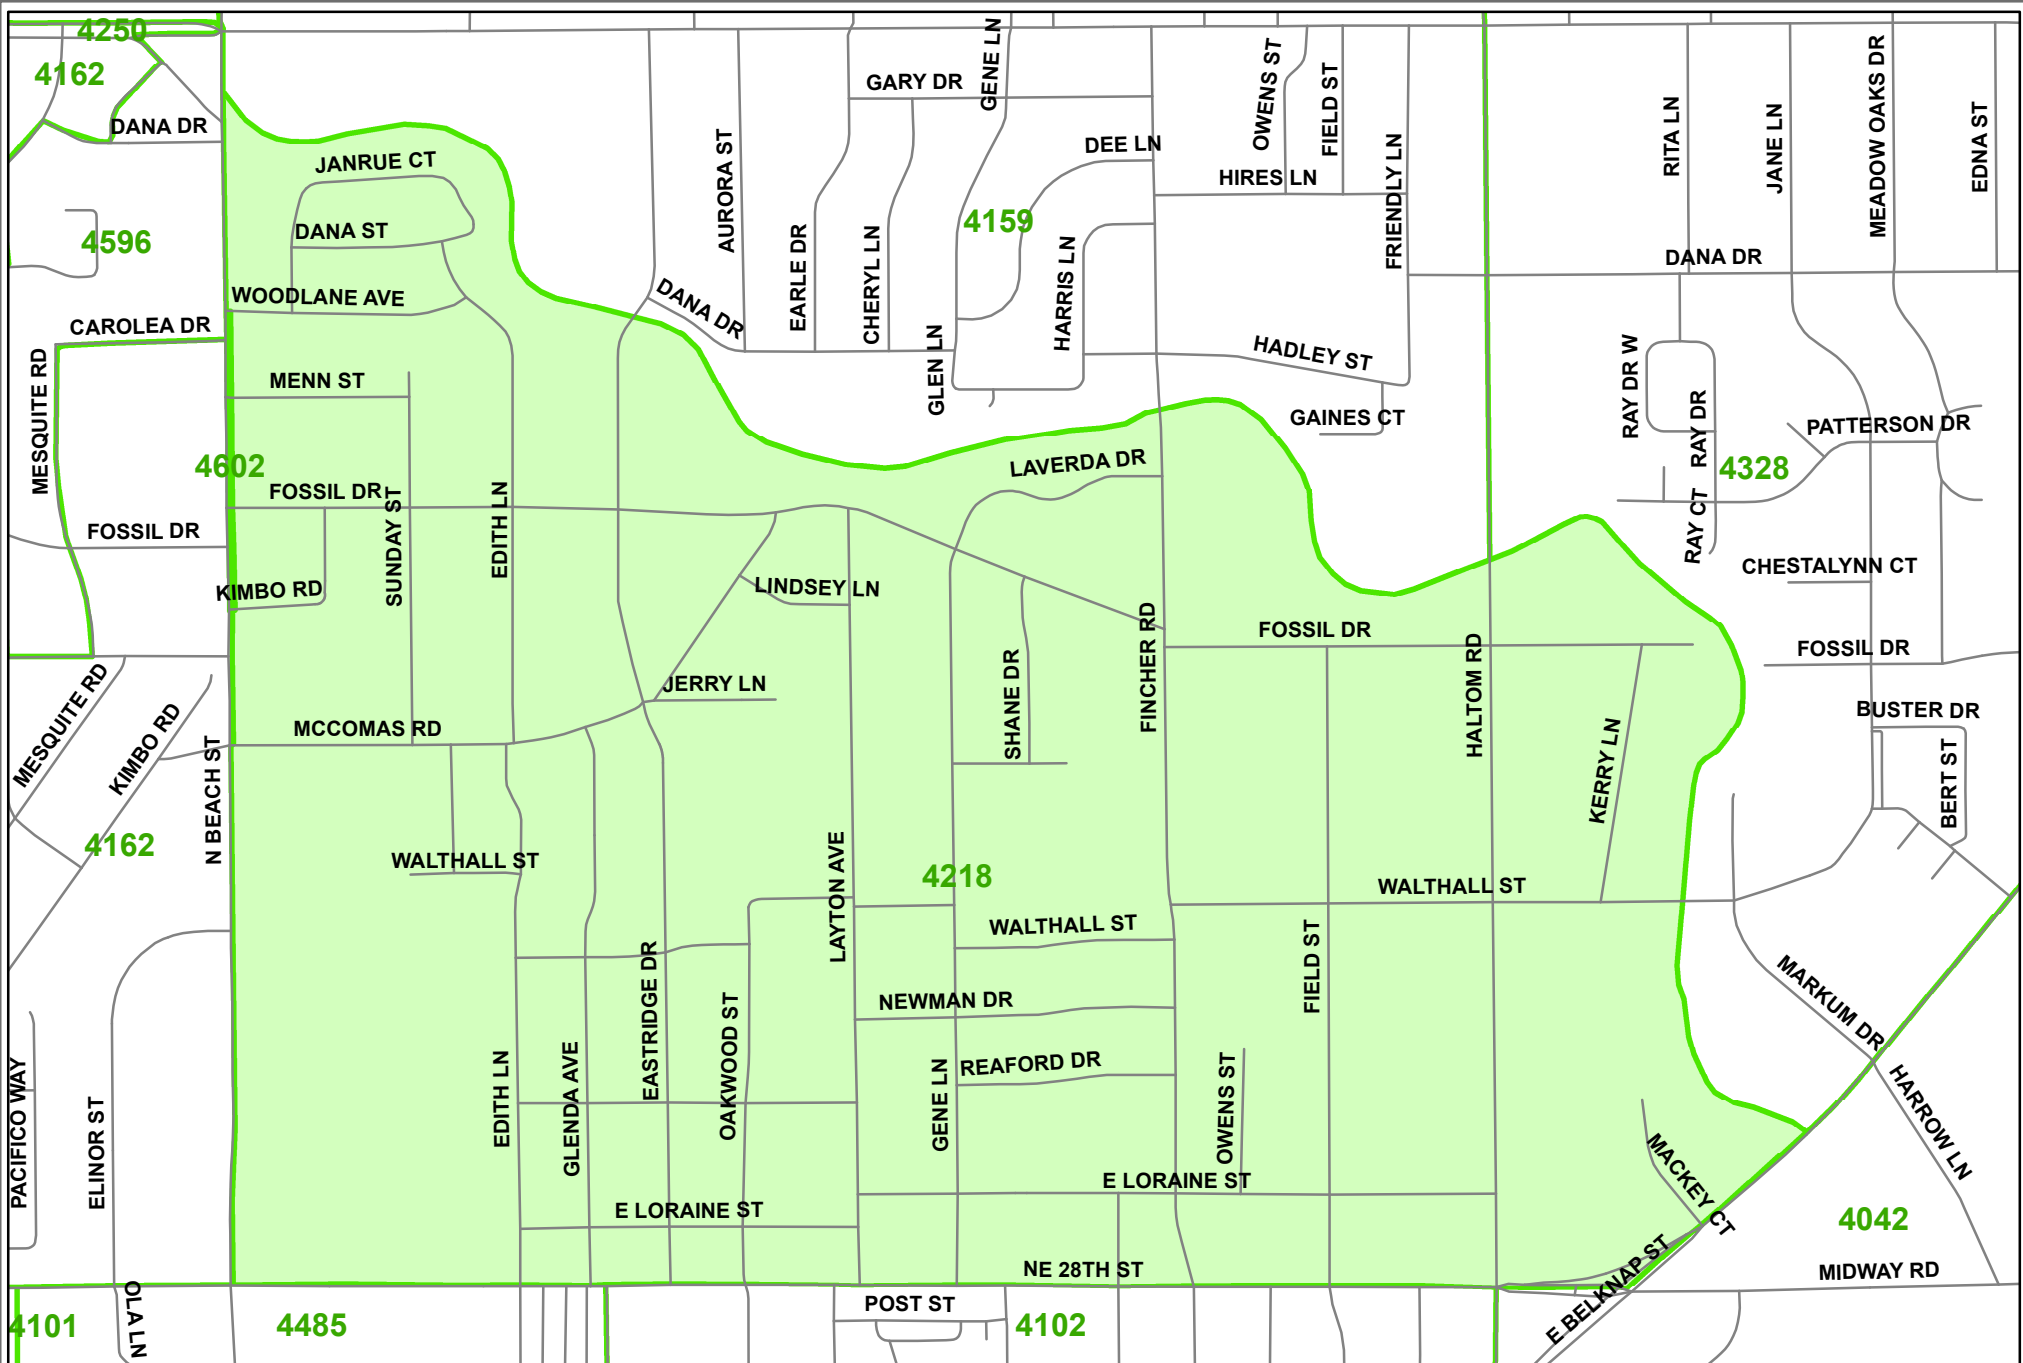 4250
4162
DANA DR
JANRUE CT
DANA ST
4596
WOODLANE AVE
CAROLEA DR
MESQUITE RD
MENN ST
4602
FOSSIL DR
FOSSIL DR
KIMBO RD
SUNDAY ST
EDITH LN
AURORA ST
DANA DR
EARLE DR
CHERYL LN
GARY DR
GENE LN
4159
DEE LN
HARRIS LN
GLEN LN
OWENS ST
FIELD ST
HIRES LN
FRIENDLY LN
HADLEY ST
GAINES CT
LAVERDA DR
RITA LN
JANE LN
MEADOW OAKS DR
EDNA ST
DANA DR
RAY DR W
RAY DR
RAY CT
PATTERSON DR
4328
CHESTALYNN CT
FOSSIL DR
BUSTER DR
BERT ST
LINDSEY LN
JERRY LN
SHANE DR
FINCHER RD
FOSSIL DR
HALTOM RD
KERRY LN
MESQUITE RD
KIMBO RD
MCCOMAS RD
N BEACH ST
4162
WALTHALL ST
LAYTON AVE
4218
WALTHALL ST
WALTHALL ST
FIELD ST
NEWMAN DR
REAFORD DR
OWENS ST
EASTRIDGE DR
OAKWOOD ST
EDITH LN
GLENDA AVE
GENE LN
PACIFICO WAY
ELINOR ST
E LORAINE ST
E LORAINE ST
MARKUM DR
HARROW LN
MACKEY CT
4042
E BELKNAP ST
MIDWAY RD
NE 28TH ST
POST ST
4101
OLA LN
4485
4102